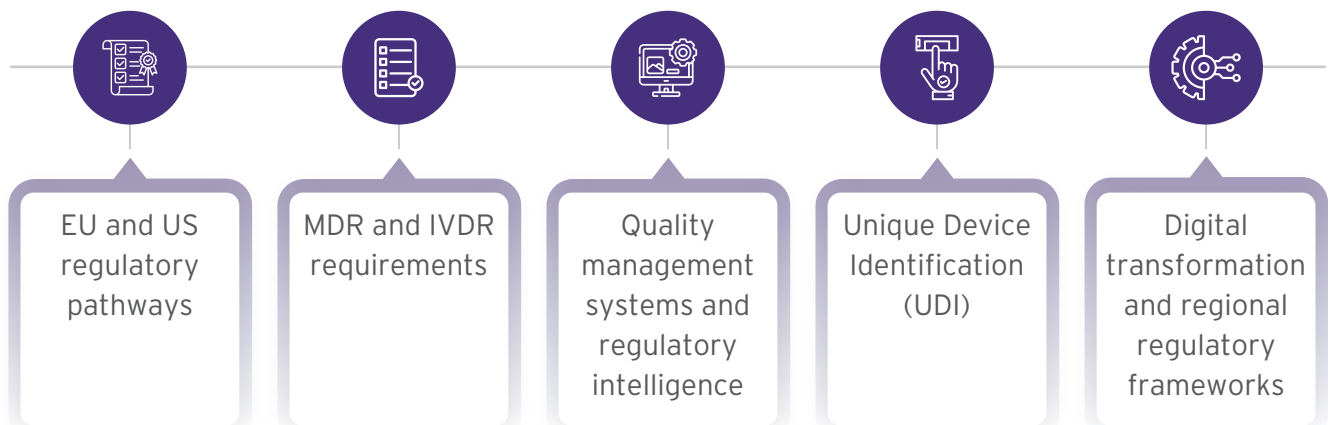 EU and US
regulatory
pathways
MDR and IVDR
requirements
Quality
management
systems and
regulatory
intelligence
Unique Device
Identification
(UDI)
Digital
transformation
and regional
regulatory
frameworks